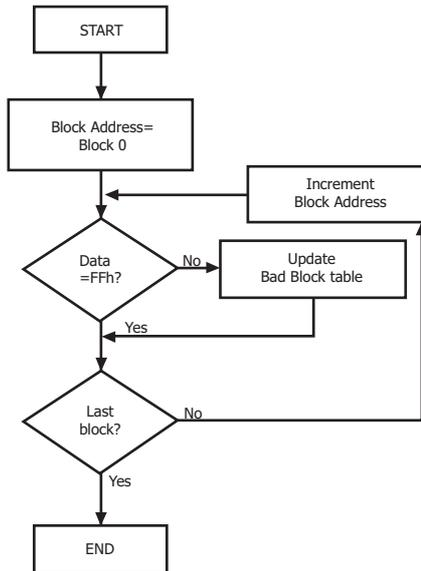 START
Block Address=
Block 0
Increment
Block Address
Data
=FFh?
No
Update
Bad Block table
Yes
Last
block?
No
Yes
END